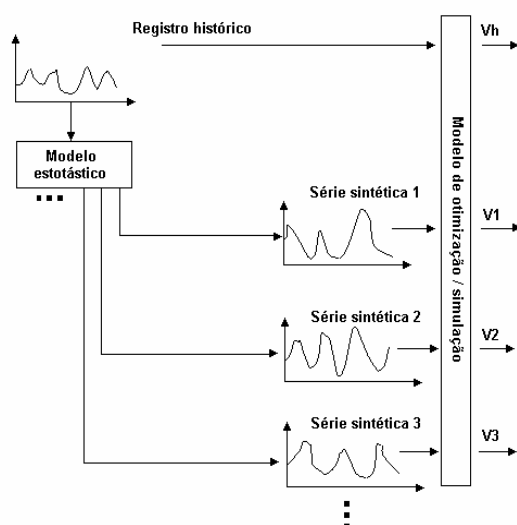 Registro histórico
Vh
Modelo
estotástico
Série sintética 1
V1
Série sintética 2
V2
Série sintética 3
V3
Modelo de otimização / simulação